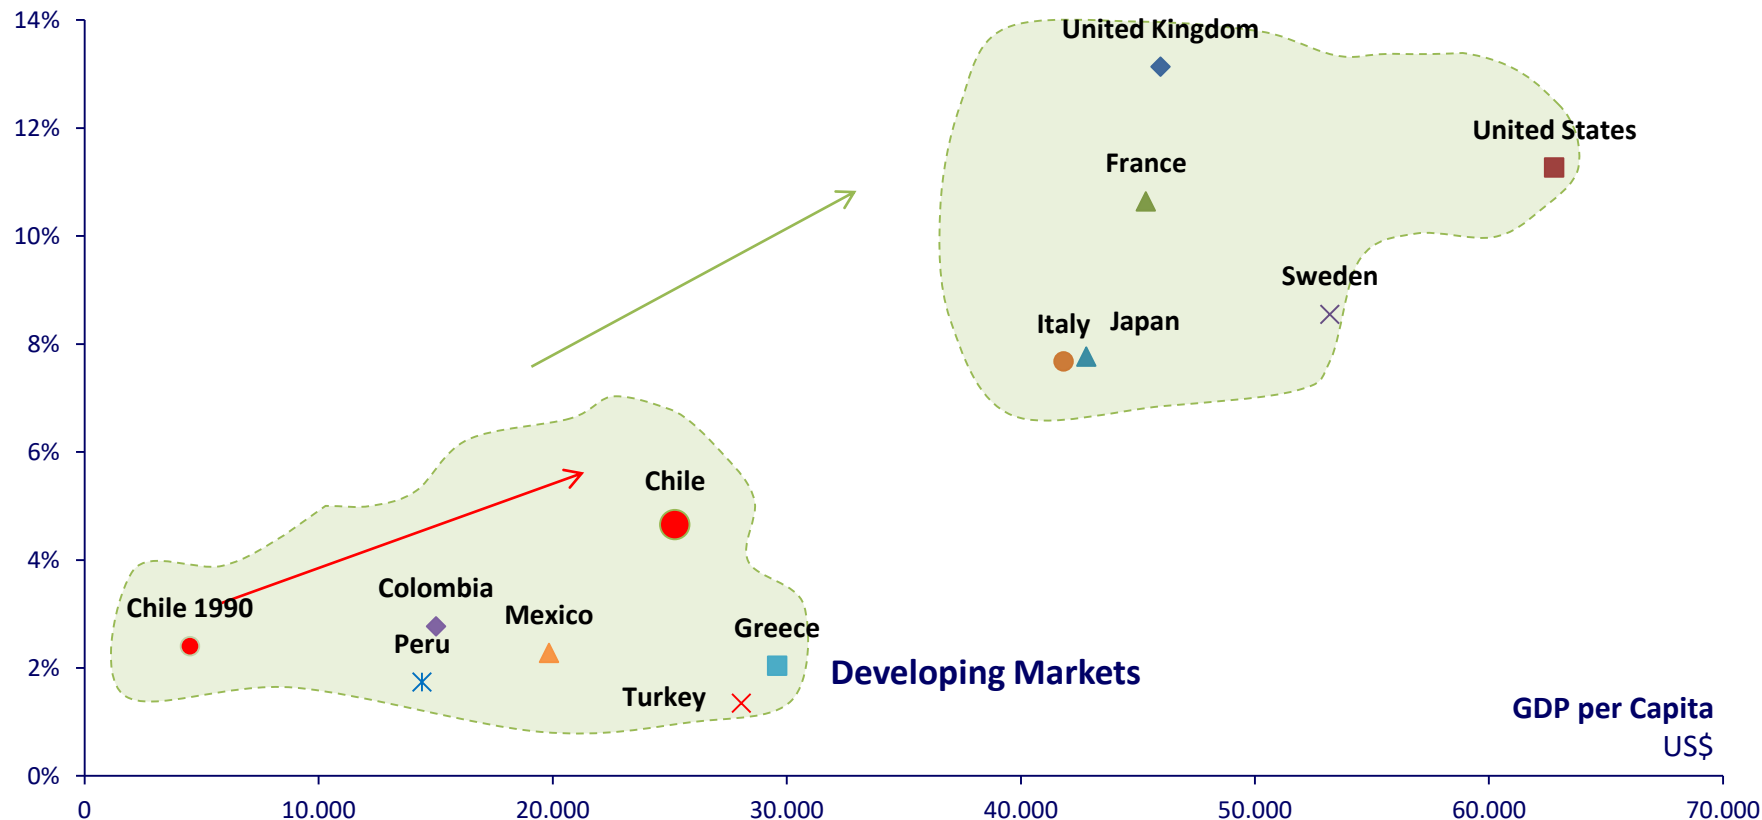 14%
United Kingdom
12%
United States
France
10%
Sweden
8%
Italy
Japan
6%
Chile
4%
Colombia
Chile 1990
Mexico
Greece
Peru
2%
Developing Markets
Turkey
GDP per Capita
US$
0%
0
10.000
20.000
30.000
40.000
50.000
60.000
70.000